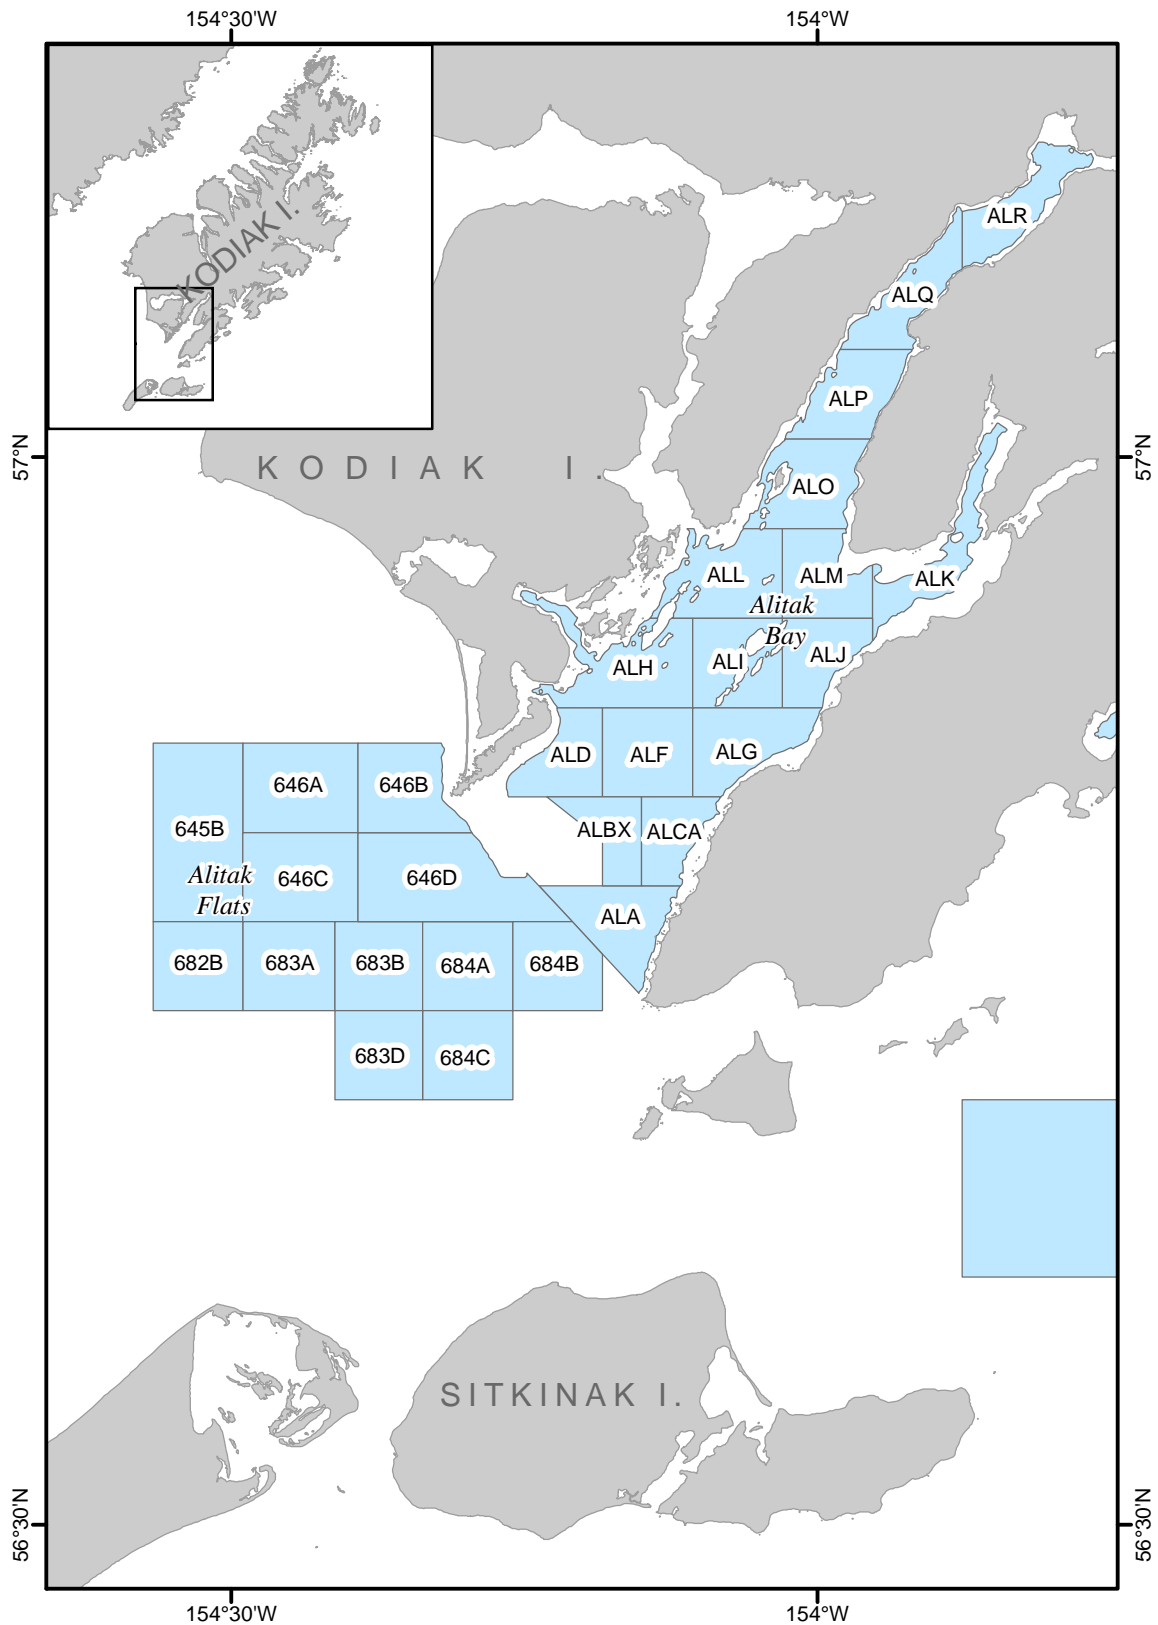 154°30'W
154°W
KODIAK I.
ALR
ALQ
ALP
57°N
57°N
KODIAK I.
ALO
ALL
ALM
ALK
Alitak
Bay
ALH
ALI
ALJ
ALD
ALF
ALG
646A
646B
645B
ALBX
ALCA
Alitak
Flats
646C
646D
ALA
682B
683A
683B
684A
684B
683D
684C
SITKINAK I.
56°30'N
56°30'N
154°30'W
154°W